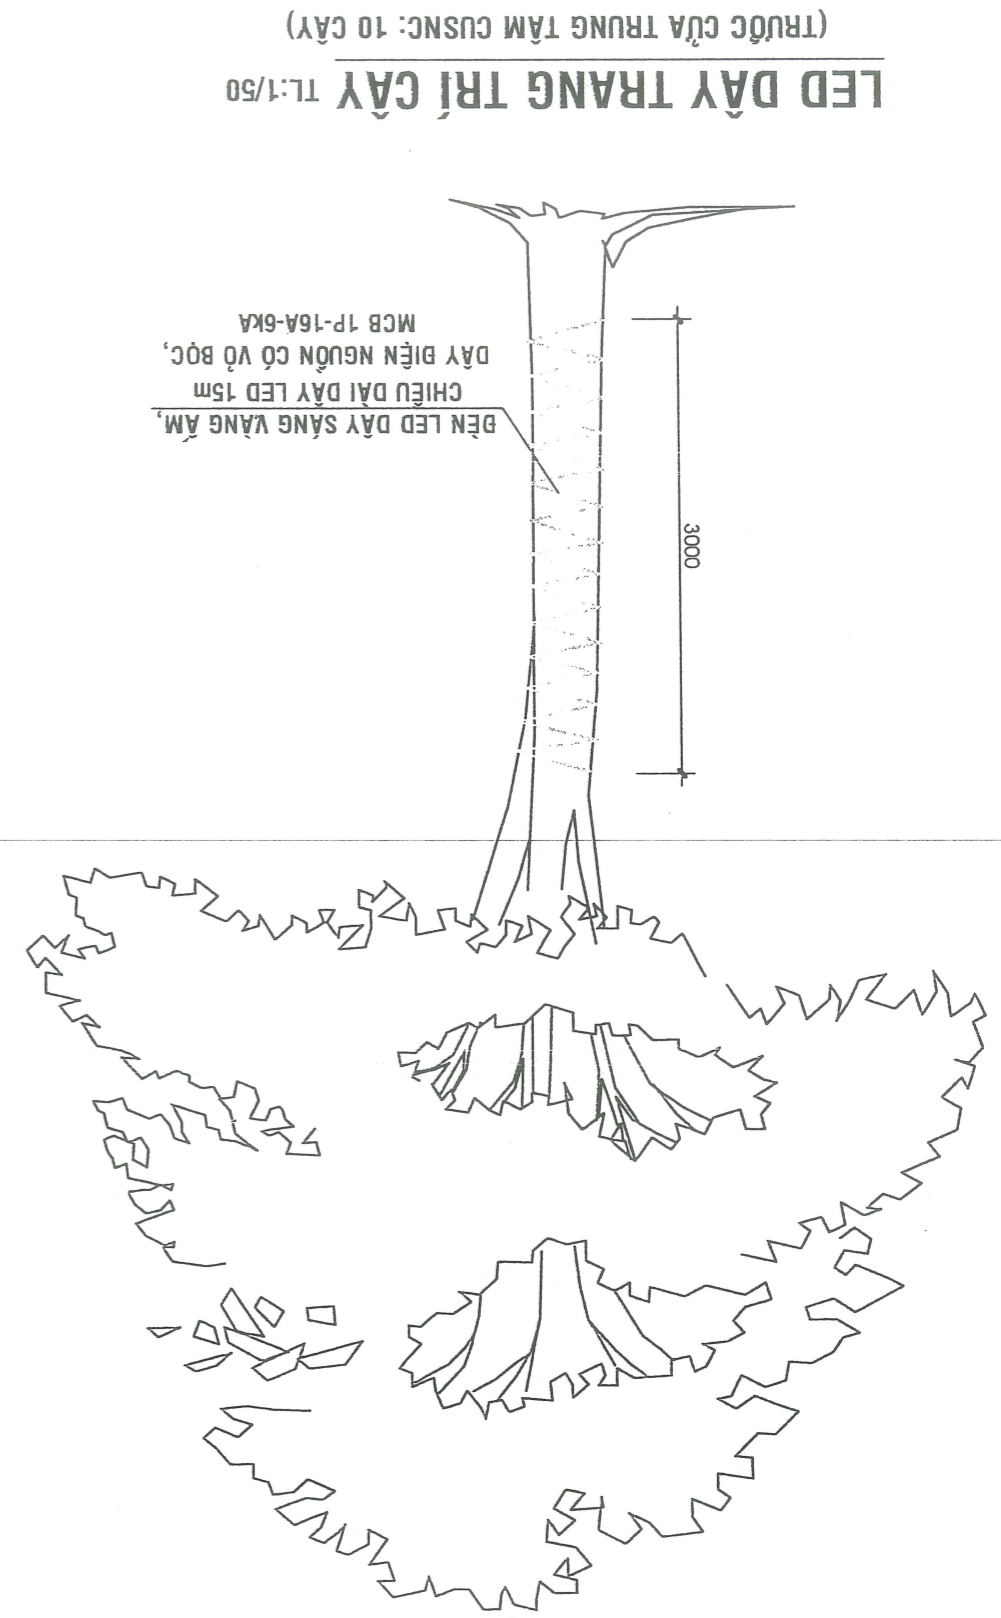 3000
ĐÈN LED DÂY SÁNG VÀNG ẤM,
CHIỀU DÀI DÂY LED 15m
DÂY ĐIỆN NGUỒN CÓ VỎ BỌC,
MCB 1P-16A-6kA
LED DÂY TRANG TRÍ CÂY TL:1/50
(TRƯỚC CỬA TRUNG TÂM CUSNC: 10 CÂY)